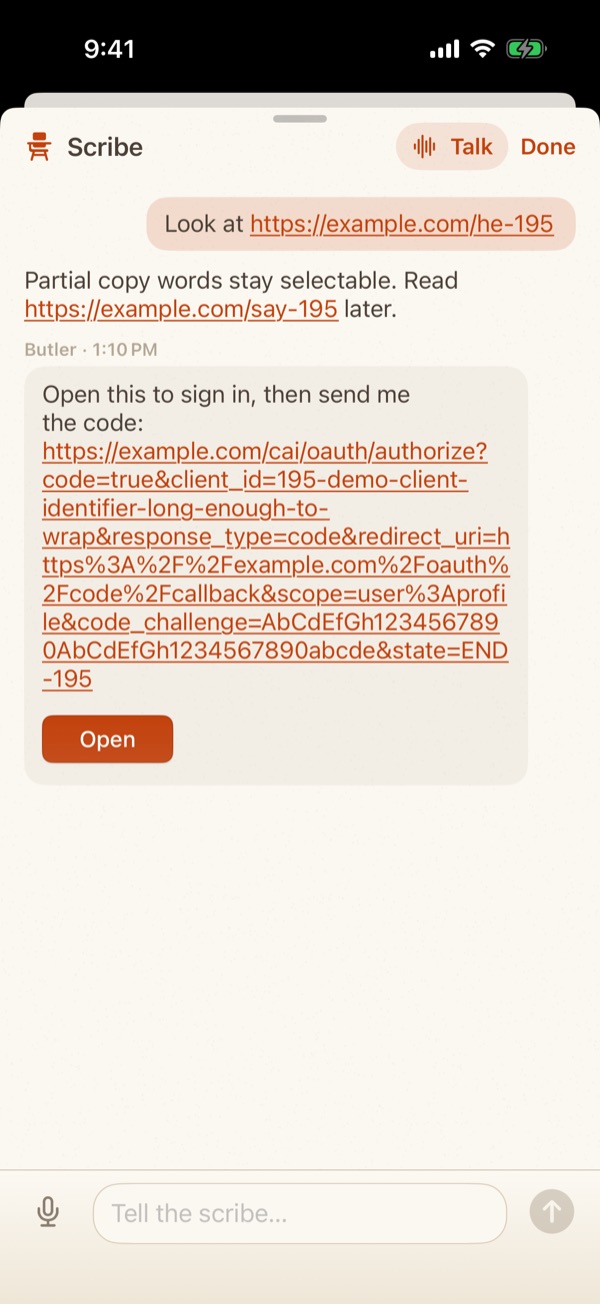 9:41
Scribe
Talk
Done
Look at https://example.com/he-195
Partial copy words stay selectable. Read
https://example.com/say-195 later.
Butler · 1:10 PM
Open this to sign in, then send me
the code:
https://example.com/cai/oauth/authorize?
code=true&client_id=195-demo-client-
identifier-long-enough-to-
wrap&response_type=code&redirect_uri=h
ttps%3A%2F%2Fexample.com%2Foauth%
2Fcode%2Fcallback&scope=user%3Aprofi
le&code_challenge=AbCdEfGh123456789
0AbCdEfGh1234567890abcde&state=END
-195
Open
Tell the scribe...